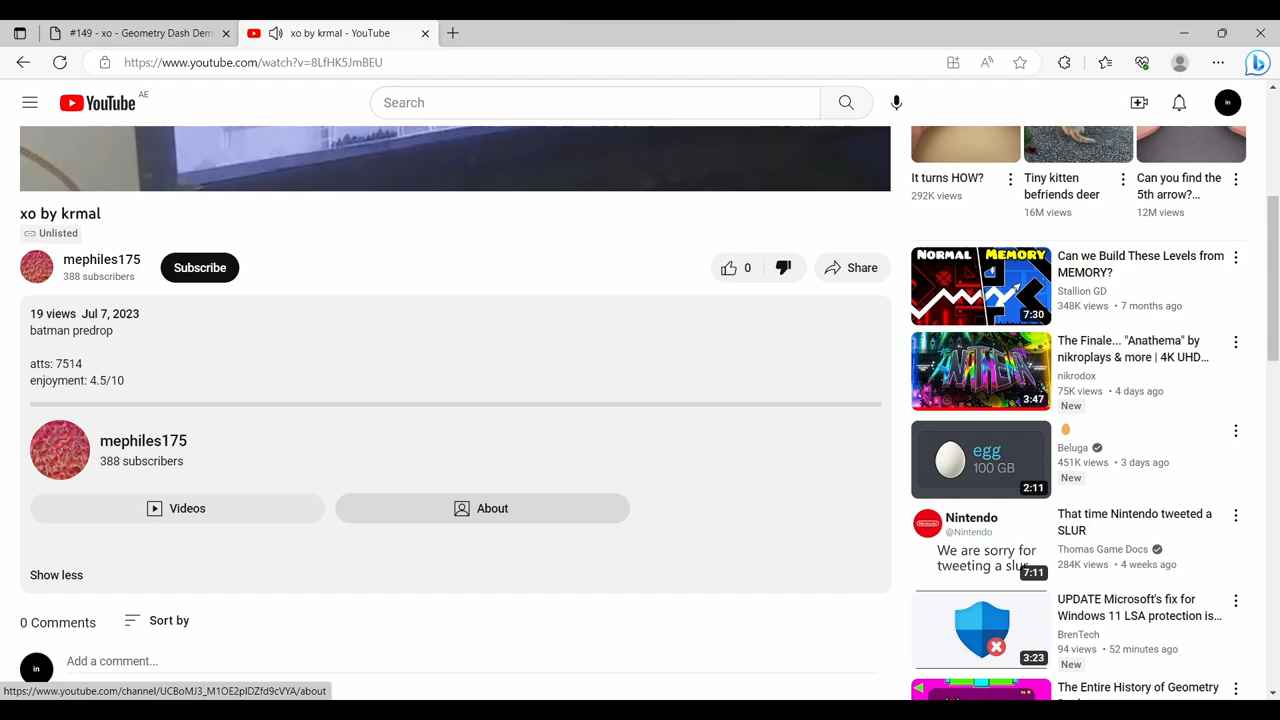 #149 - xo - Geometry Dash Dem
xo by krmal - YouTube
https://www.youtube.com/watch?v=8LfHK5JmBEU
YouTube
AE
Search
in
xo by krmal
Unlisted
mephiles175
388 subscribers
Subscribe
0
Share
19 views Jul 7, 2023
batman predrop
atts: 7514
enjoyment: 4.5/10
mephiles175
388 subscribers
Videos
About
Show less
0 Comments
Sort by
in
Add a comment...
https://www.youtube.com/channel/UCBoMJ3_M1OE2pIDZfd9cVYA/about
It turns HOW?
292K views
Tiny kitten
befriends deer
16M views
Can you find the
5th arrow?...
12M views
NORMAL
MEMORY
7:30
Can we Build These Levels from
MEMORY?
Stallion GD
348K views • 7 months ago
ANATHEMA
3:47
The Finale... "Anathema" by
nikroplays & more | 4K UHD...
nikrodox
75K views • 4 days ago
New
egg
100 GB
2:11
Beluga
451K views • 3 days ago
New
Nintendo
@Nintendo
We are sorry for
tweeting a slur
7:11
That time Nintendo tweeted a
SLUR
Thomas Game Docs
284K views • 4 weeks ago
3:23
UPDATE Microsoft's fix for
Windows 11 LSA protection is...
BrenTech
94 views • 52 minutes ago
New
The Entire History of Geometry